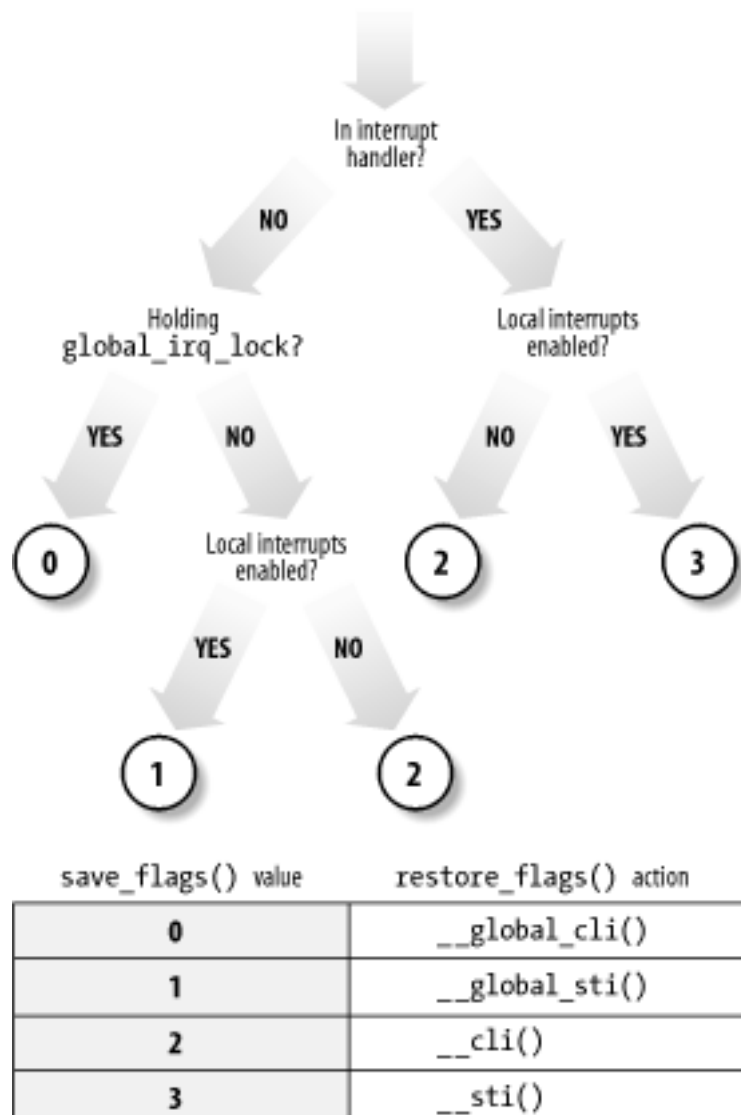 In interrupt
handler?
NO
YES
Holding
global_irq_lock?
Local interrupts
enabled?
YES
NO
NO
YES
0
Local interrupts
enabled?
2
3
YES
NO
1
2
save_flags() value restore_flags() action
0 __global_cli()
1 __global_sti()
2 __cli()
3 __sti()